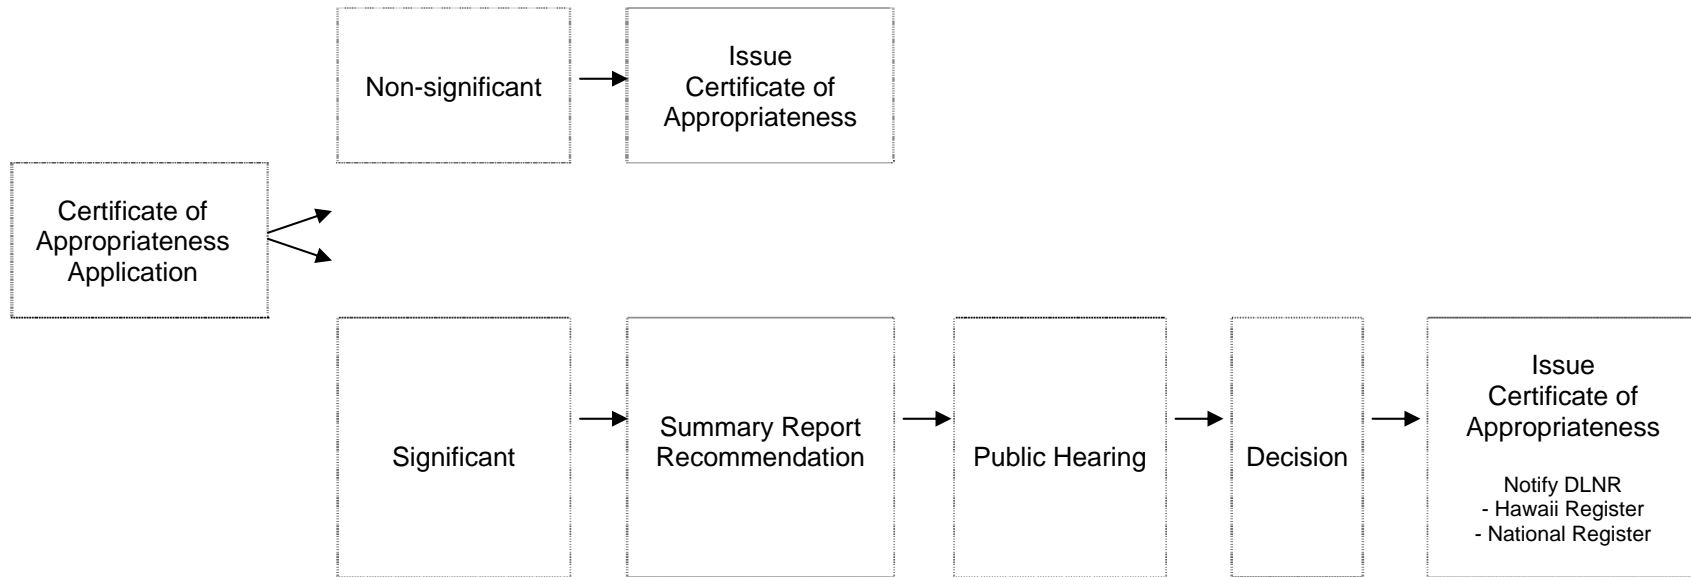 Certificate of
Appropriateness
Application
Non-significant
Issue
Certificate of
Appropriateness
Significant
Summary Report
Recommendation
Public Hearing
Decision
Issue
Certificate of
Appropriateness
Notify DLNR
- Hawaii Register
- National Register